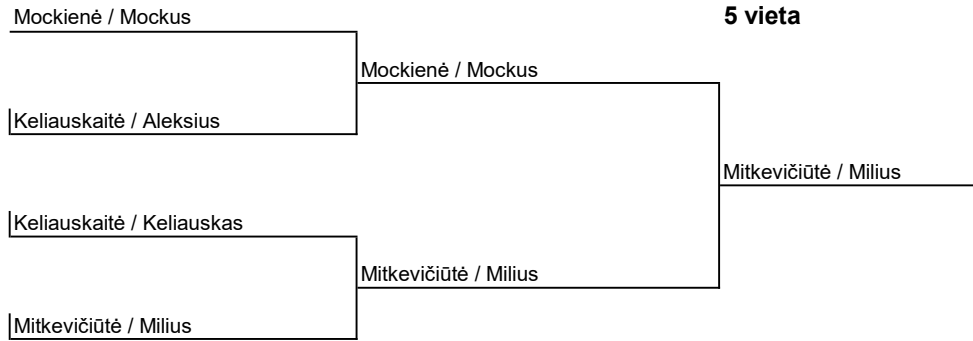 Mockienė / Mockus
5 vieta
Mockienė / Mockus
Keliauskaitė / Aleksius
Mitkevičiūtė / Milius
Keliauskaitė / Keliauskas
Mitkevičiūtė / Milius
Mitkevičiūtė / Milius